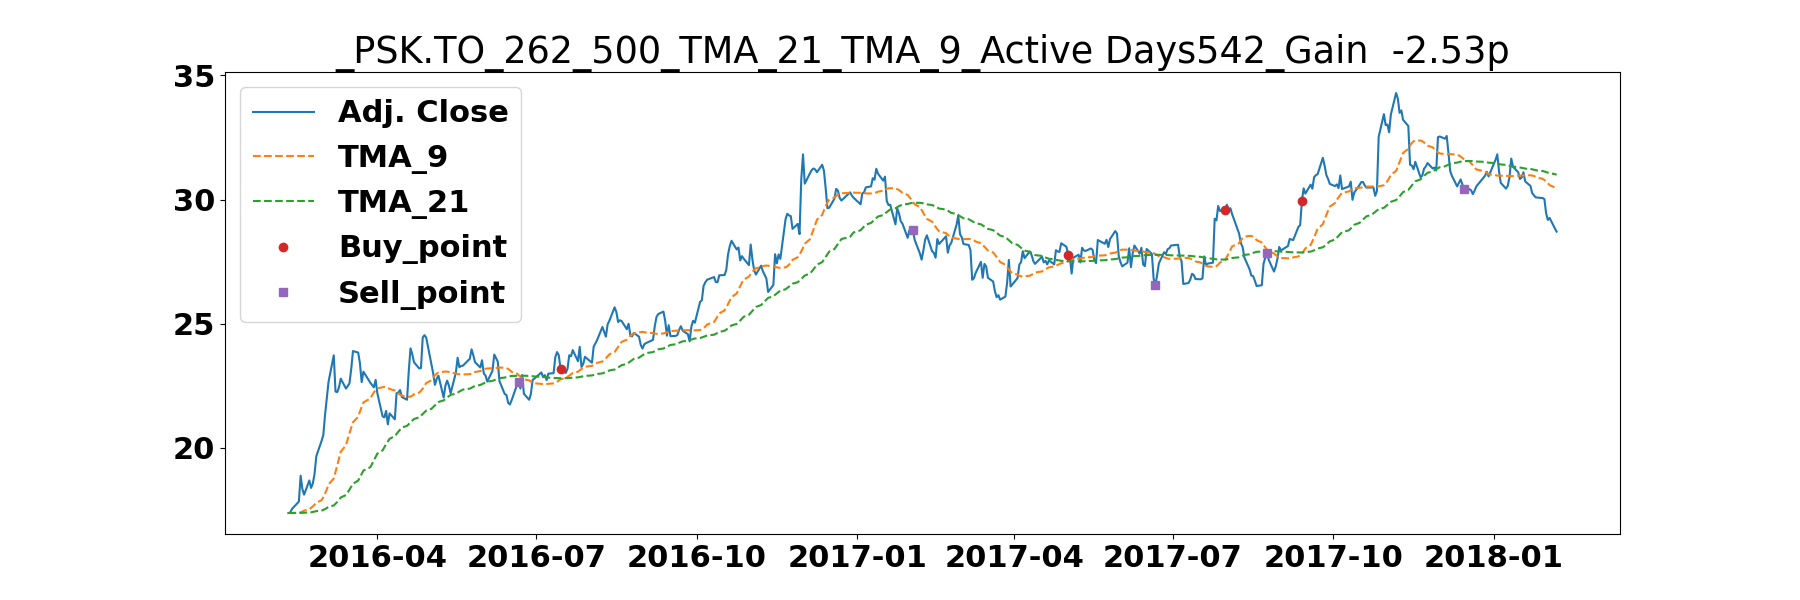 _PSK.TO_262_500_TMA_21_TMA_9_Active Days542_Gain  -2.53p
35
30
25
20
Adj. Close
TMA_9
TMA_21
Buy_point
Sell_point
2016-04
2016-07
2016-10
2017-01
2017-04
2017-07
2017-10
2018-01